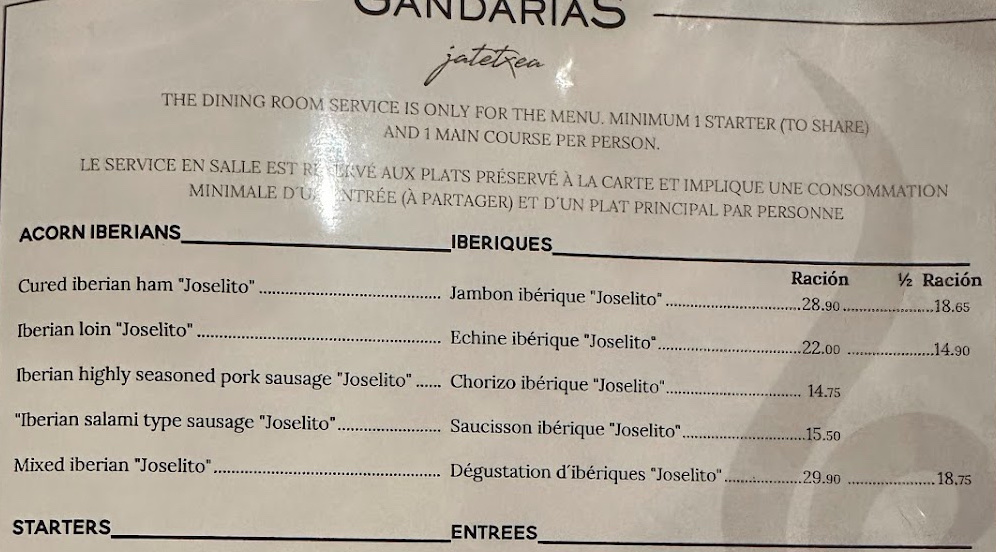 GANDARIAS
jatetxea
THE DINING ROOM SERVICE IS ONLY FOR THE MENU. MINIMUM 1 STARTER (TO SHARE)
AND 1 MAIN COURSE PER PERSON.
LE SERVICE EN SALLE EST RÉSERVÉ AUX PLATS PRÉSERVÉ À LA CARTE ET IMPLIQUE UNE CONSOMMATION
MINIMALE D'UNE ENTRÉE (À PARTAGER) ET D'UN PLAT PRINCIPAL PAR PERSONNE
ACORN IBERIANS IBERIQUES
Ración ½ Ración
Cured iberian ham "Joselito" Jambon ibérique "Joselito" 28.90 18.65
Iberian loin "Joselito" Echine ibérique "Joselito" 22.00 14.90
Iberian highly seasoned pork sausage "Joselito" Chorizo ibérique "Joselito" 14.75
"Iberian salami type sausage "Joselito" Saucisson ibérique "Joselito" 15.50
Mixed iberian "Joselito" Dégustation d'ibériques "Joselito" 29.90 18.75
STARTERS ENTREES